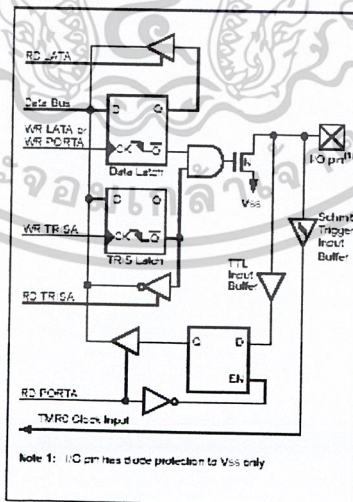 RD LATA
Data Bus
D Q
WR LATA or
WR PORTA
CK Q
Data Latch
N
I/O pin(1)
VSS
D Q
WR TRISA
CK Q
TRIS Latch
Schmitt
Trigger
Input
Buffer
TTL
Input
Buffer
RD TRISA
Q D
EN
RD PORTA
TMR0 Clock Input
Note 1: I/O pin has diode protection to VSS only